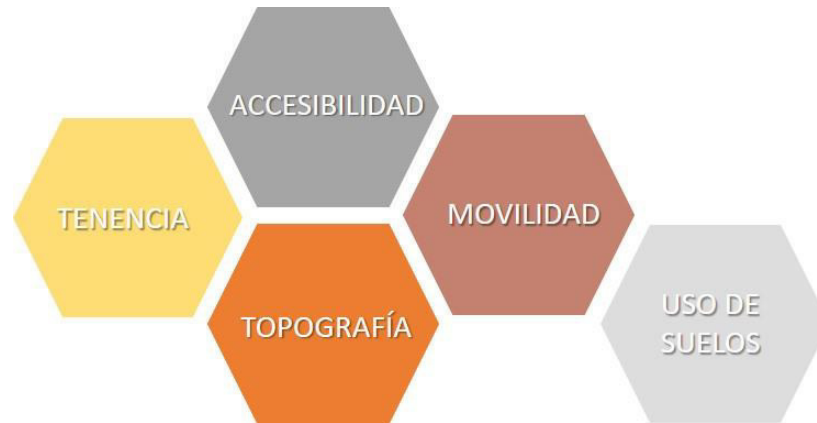 ACCESIBILIDAD
TENENCIA
MOVILIDAD
TOPOGRAFÍA
USO DE
SUELOS